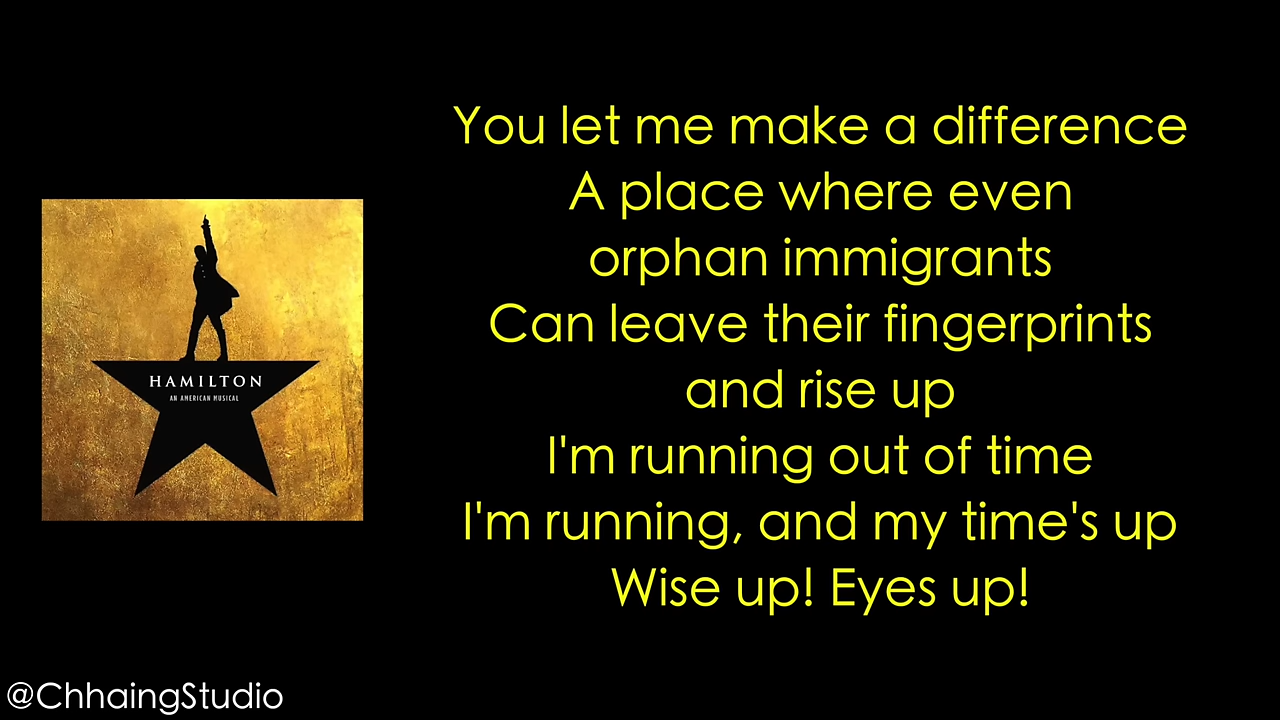 You let me make a difference
A place where even
orphan immigrants
Can leave their fingerprints
and rise up
I'm running out of time
I'm running, and my time's up
Wise up! Eyes up!
HAMILTON
AN AMERICAN MUSICAL
@ChhaingStudio